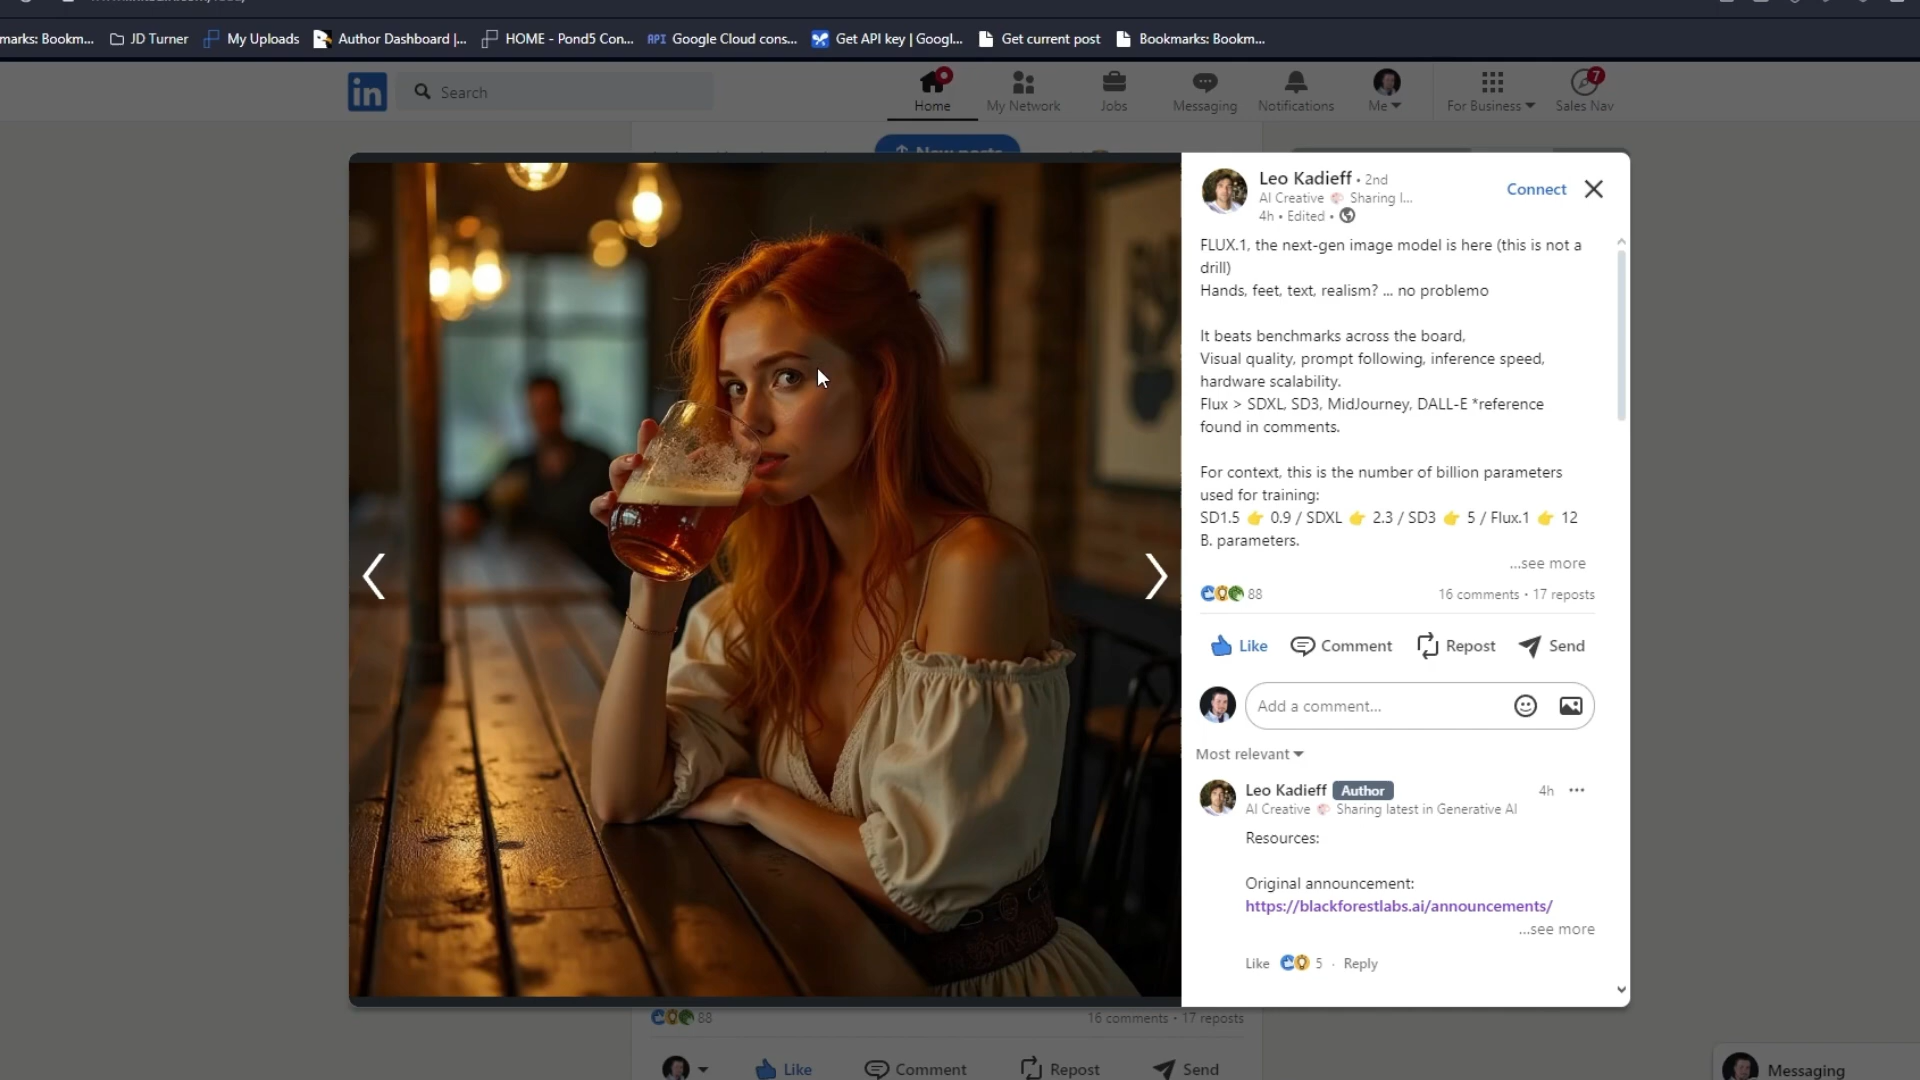 marks: Bookm...
JD Turner
My Uploads
Author Dashboard |...
HOME - Pond5 Con...
API Google Cloud cons...
Get API key | Googl...
Get current post
Bookmarks: Bookm...
in
Search
Home
My Network
Jobs
Messaging
Notifications
Me
For Business
7
Sales Nav
Leo Kadieff • 2nd
AI Creative Sharing l...
4h • Edited •
Connect
FLUX.1, the next-gen image model is here (this is not a
drill)
Hands, feet, text, realism? ... no problemo
It beats benchmarks across the board,
Visual quality, prompt following, inference speed,
hardware scalability.
Flux > SDXL, SD3, MidJourney, DALL-E *reference
found in comments.
For context, this is the number of billion parameters
used for training:
SD1.5 👉 0.9 / SDXL 👉 2.3 / SD3 👉 5 / Flux.1 👉 12
B. parameters.
...see more
88
16 comments • 17 reposts
Like
Comment
Repost
Send
Add a comment...
Most relevant
Leo Kadieff Author
4h
AI Creative Sharing latest in Generative AI
Resources:
Original announcement:
https://blackforestlabs.ai/announcements/
...see more
Like 5 · Reply
88
16 comments • 17 reposts
Like
Comment
Repost
Send
Messaging